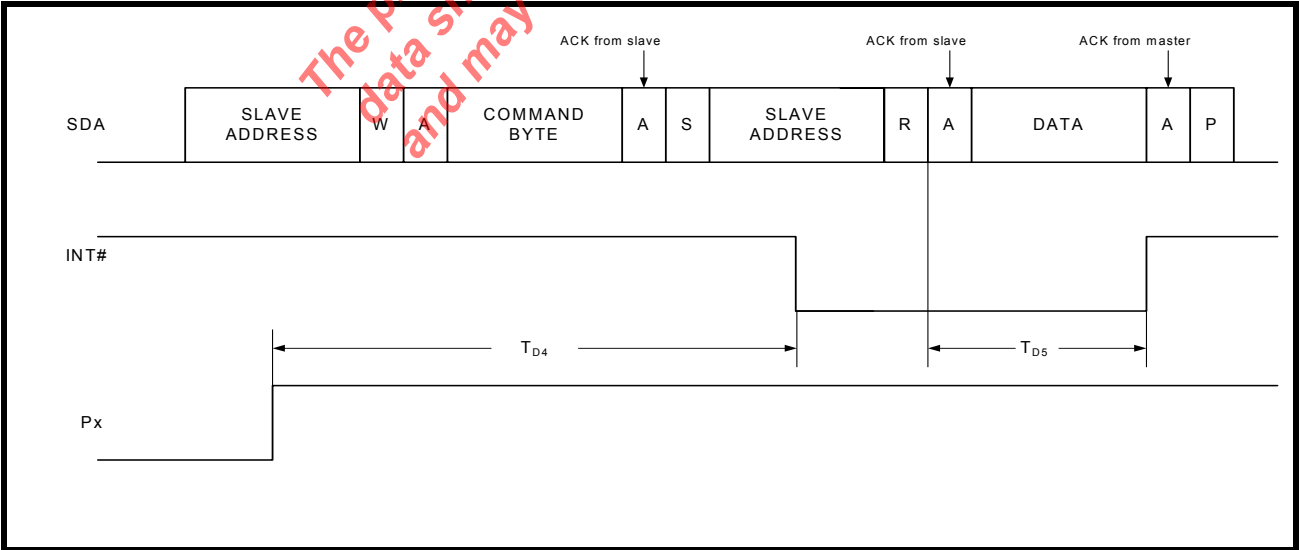 The p
data sh
and may
ACK from slave
ACK from slave
ACK from master
SDA
SLAVE
ADDRESS
W
A
COMMAND
BYTE
A
S
SLAVE
ADDRESS
R
A
DATA
A
P
INT#
TD4
TD5
Px